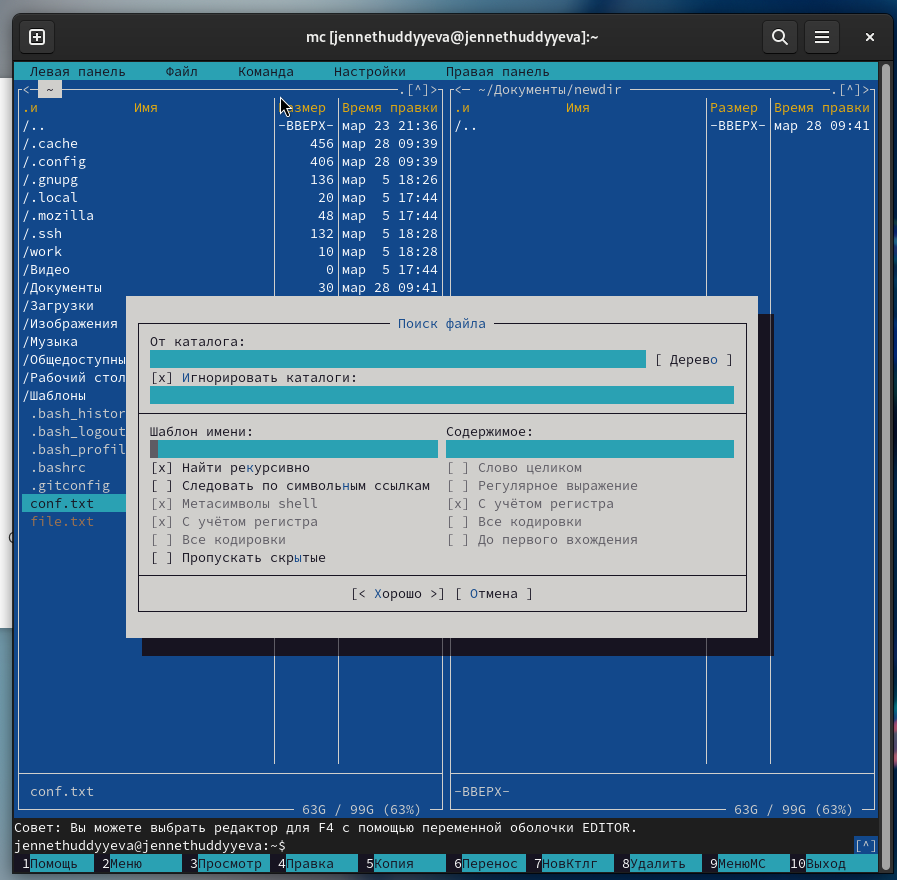 mc [jennethuddyyeva@jennethuddyyeva]:~
Левая панель Файл Команда Настройки Правая панель
<─ ~ ─.[^]>
<─ ~/Документы/newdir ─.[^]>
.и Имя Размер Время правки .и Имя Размер Время правки
/.. -ВВЕРХ- мар 23 21:36 /.. -ВВЕРХ- мар 28 09:41
/.cache 456 мар 28 09:39
/.config 406 мар 28 09:39
/.gnupg 136 мар 5 18:26
/.local 20 мар 5 17:44
/.mozilla 48 мар 5 17:44
/.ssh 132 мар 5 18:28
/work 10 мар 5 18:28
/Видео 0 мар 5 17:44
/Документы 30 мар 28 09:41
/Загрузки
/Изображения
/Музыка
/Общедоступны
/Рабочий стол
/Шаблоны
.bash_histor
.bash_logout
.bash_profil
.bashrc
.gitconfig
conf.txt
file.txt
Поиск файла
От каталога:
[ Дерево ]
[x] Игнорировать каталоги:
Шаблон имени: Содержимое:
[x] Найти рекурсивно [ ] Слово целиком
[ ] Следовать по символьным ссылкам [ ] Регулярное выражение
[x] Метасимволы shell [x] С учётом регистра
[x] С учётом регистра [ ] Все кодировки
[ ] Все кодировки [ ] До первого вхождения
[ ] Пропускать скрытые
[< Хорошо >] [ Отмена ]
conf.txt -ВВЕРХ-
63G / 99G (63%) 63G / 99G (63%)
Совет: Вы можете выбрать редактор для F4 с помощью переменной оболочки EDITOR.
jennethuddyyeva@jennethuddyyeva:~$ [^]
1Помощь 2Меню 3Просмотр 4Правка 5Копия 6Перенос 7НовКтлг 8Удалить 9МенюMC 10Выход